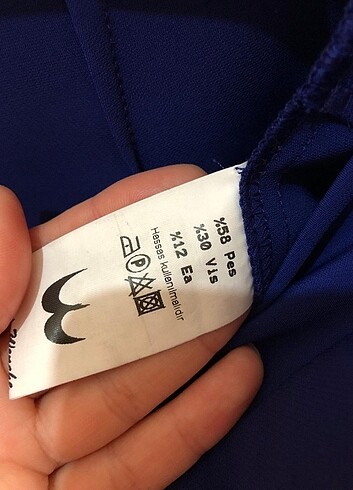 %58 Pes
%30 Vis
%12 Ea
Hassas kullanılmalıdır
P